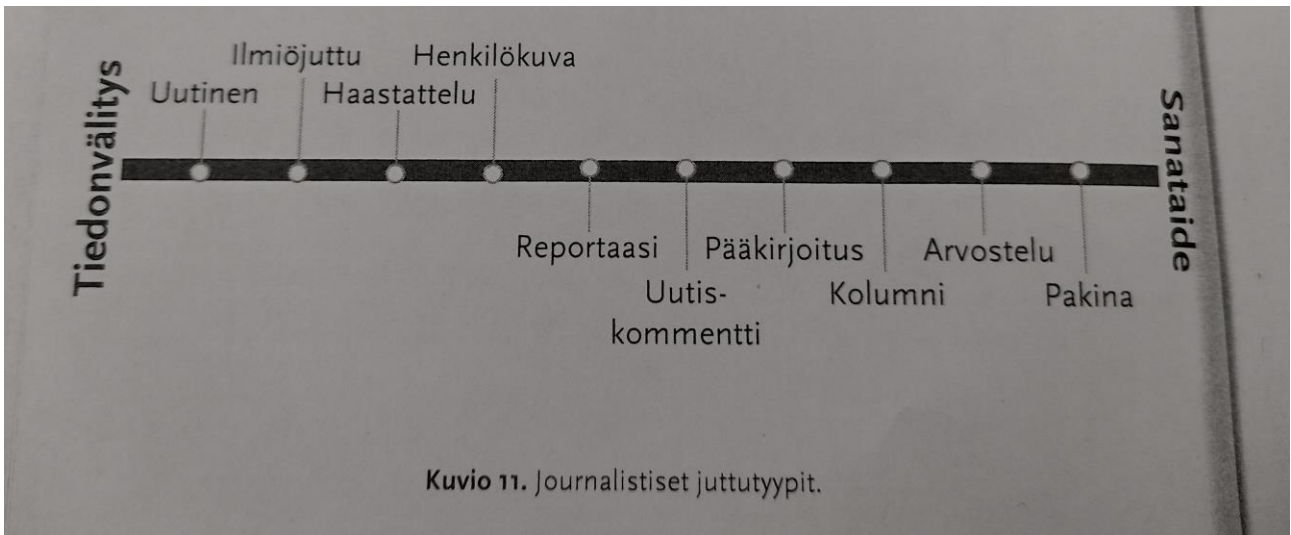 Tiedonvälitys
Ilmiöjuttu Henkilökuva
Uutinen Haastattelu
Sanataide
Reportaasi Pääkirjoitus Arvostelu
Uutis- Kolumni Pakina
kommentti
Kuvio 11. Journalistiset juttutyypit.